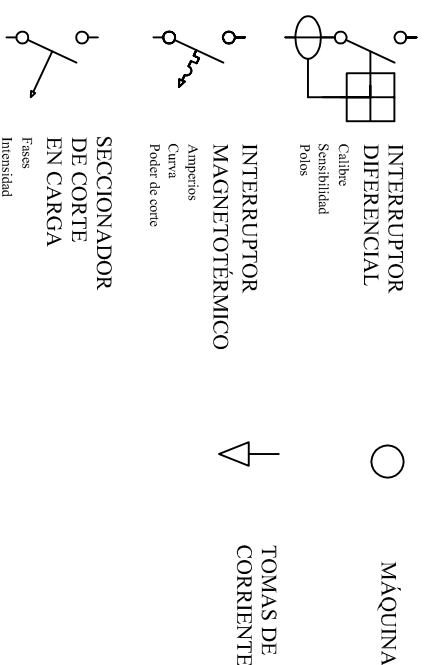 INTERRUPTOR
DIFERENCIAL
Calibre
Sensibilidad
Polos
INTERRUPTOR
MAGNETOTÉRMICO
Amperios
Curva
Poder de corte
SECCIONADOR
DE CORTE
EN CARGA
Fases
Intensidad
MÁQUINA
TOMAS DE
CORRIENTE